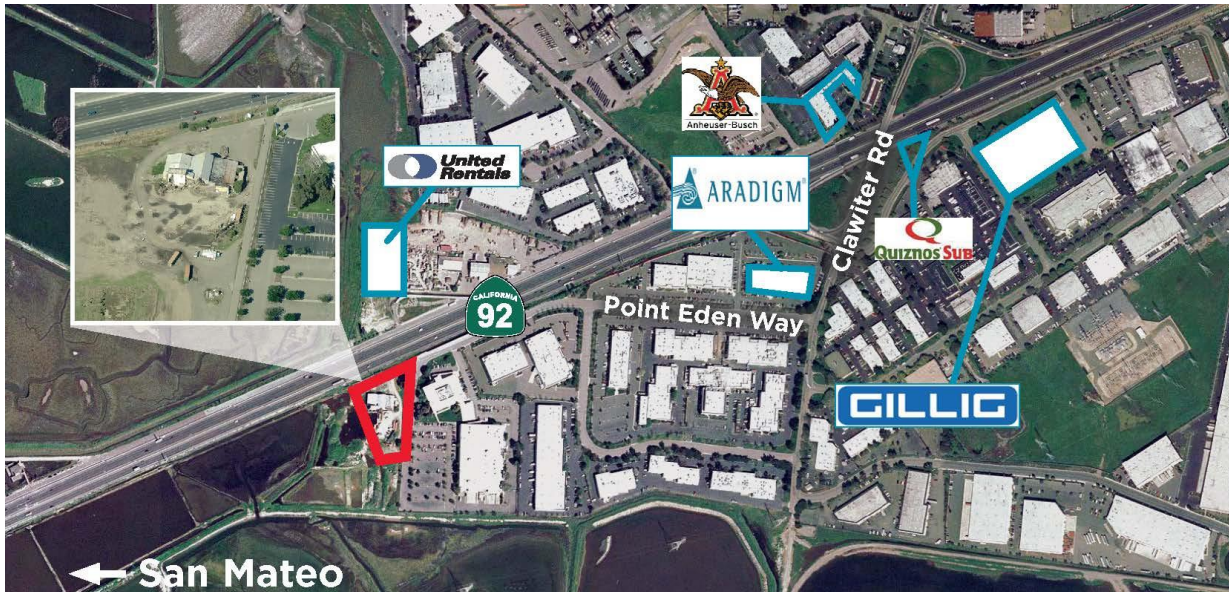 Anheuser-Busch
United
Rentals
ARADIGM®
Clawiter Rd
QUIZNOS SUB
CALIFORNIA
92
Point Eden Way
GILLIG
San Mateo